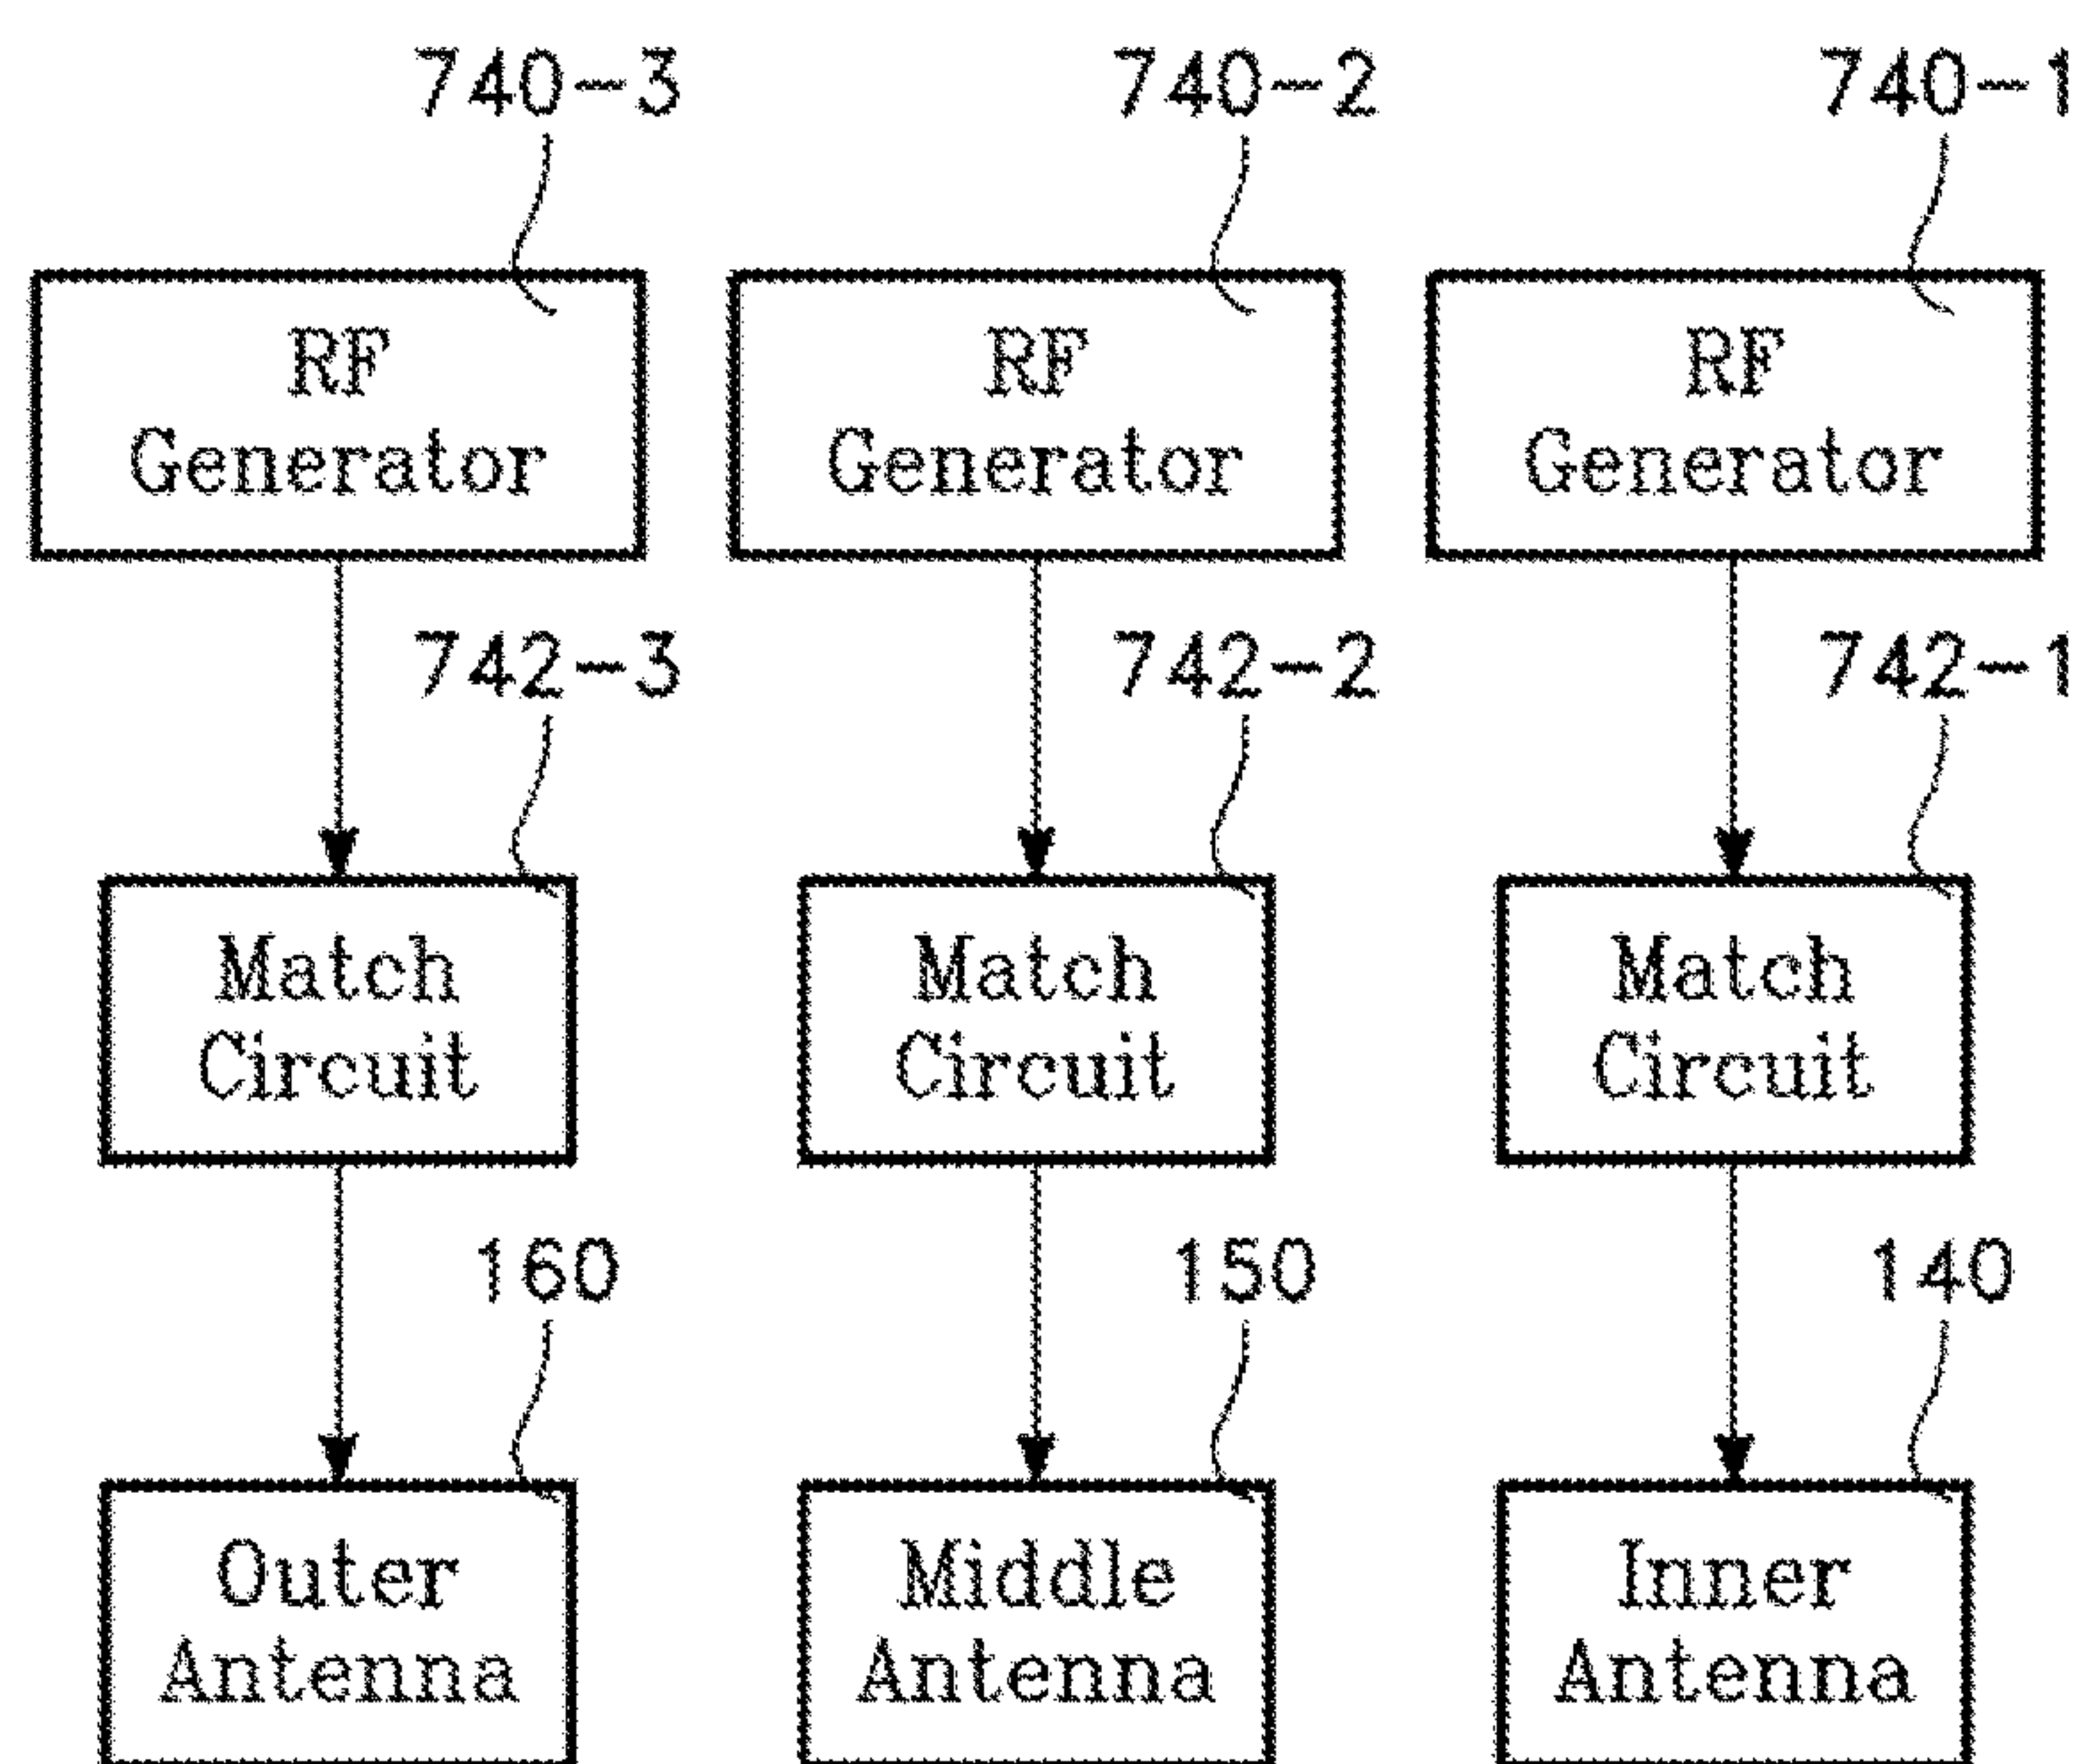 740-3
740-2
740-1
RF
Generator
RF
Generator
RF
Generator
742-3
742-2
742-1
Match
Circuit
Match
Circuit
Match
Circuit
160
150
140
Outer
Antenna
Middle
Antenna
Inner
Antenna